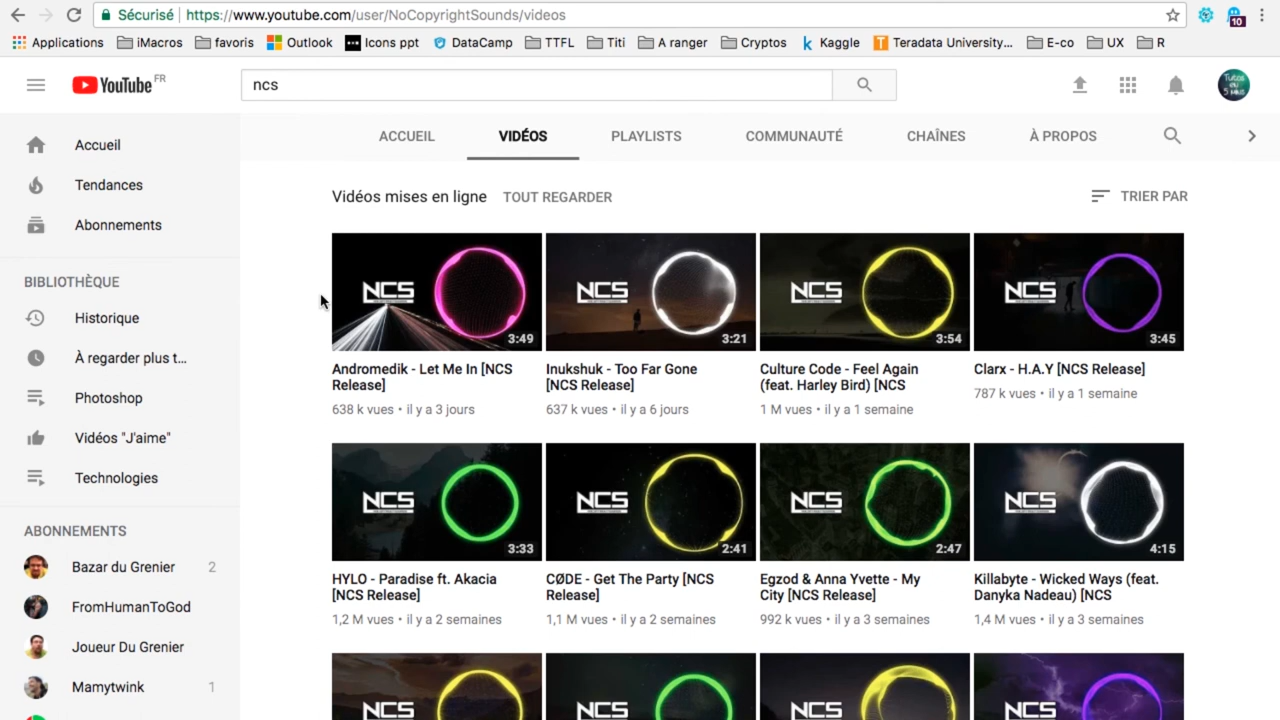 Sécurisé https://www.youtube.com/user/NoCopyrightSounds/videos
10
Applications iMacros favoris Outlook Icons ppt DataCamp TTFL Titi A ranger Cryptos Kaggle Teradata University... E-co UX R
YouTube FR ncs
Tutos en 5 mins
ACCUEIL VIDÉOS PLAYLISTS COMMUNAUTÉ CHAÎNES À PROPOS
Accueil
Tendances
Abonnements
BIBLIOTHÈQUE
Historique
À regarder plus t...
Photoshop
Vidéos "J'aime"
Technologies
ABONNEMENTS
Bazar du Grenier 2
FromHumanToGod
Joueur Du Grenier
Mamytwink 1
Vidéos mises en ligne TOUT REGARDER TRIER PAR
NCS 3:49
Andromedik - Let Me In [NCS
Release]
638 k vues • il y a 3 jours
NCS 3:21
Inukshuk - Too Far Gone
[NCS Release]
637 k vues • il y a 6 jours
NCS 3:54
Culture Code - Feel Again
(feat. Harley Bird) [NCS
1 M vues • il y a 1 semaine
NCS 3:45
Clarx - H.A.Y [NCS Release]
787 k vues • il y a 1 semaine
NCS 3:33
HYLO - Paradise ft. Akacia
[NCS Release]
1,2 M vues • il y a 2 semaines
NCS 2:41
CØDE - Get The Party [NCS
Release]
1,1 M vues • il y a 2 semaines
NCS 2:47
Egzod & Anna Yvette - My
City [NCS Release]
992 k vues • il y a 3 semaines
NCS 4:15
Killabyte - Wicked Ways (feat.
Danyka Nadeau) [NCS
1,4 M vues • il y a 3 semaines
NCS NCS NCS NCS